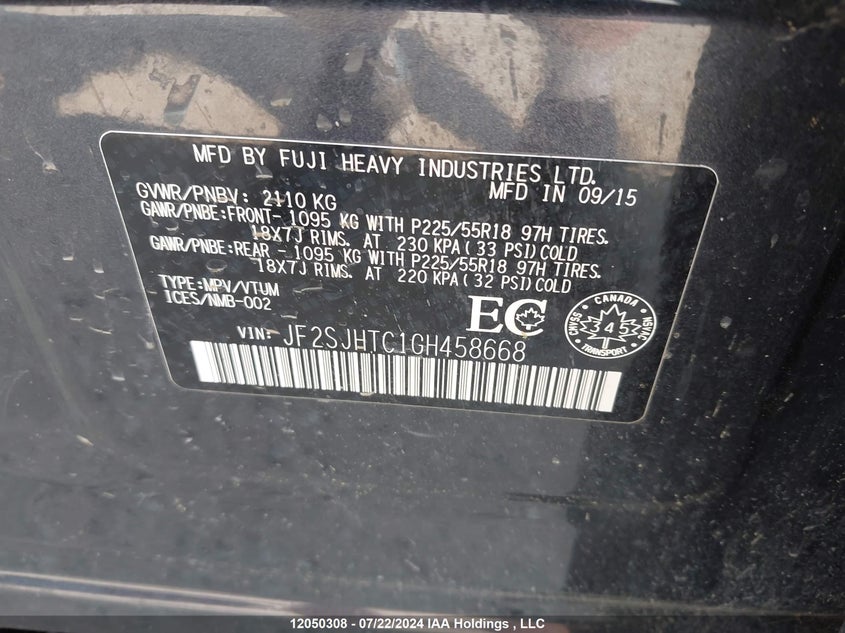 MFD BY FUJI HEAVY INDUSTRIES LTD.
MFD IN 09/15
GVWR/PNBV: 2110 KG
GAWR/PNBE:FRONT- 1095 KG WITH P225/55R18 97H TIRES.
18X7J RIMS. AT 230 KPA (33 PSI) COLD
GAWR/PNBE:REAR - 1095 KG WITH P225/55R18 97H TIRES.
18X7J RIMS. AT 220 KPA (32 PSI) COLD
TYPE:MPV/VTUM
ICES/NMB-002
EC
CANADA
CMVSS 345 NSVAC
TRANSPORT
VIN: JF2SJHTC1GH458668
12050308 - 07/22/2024 IAA Holdings , LLC